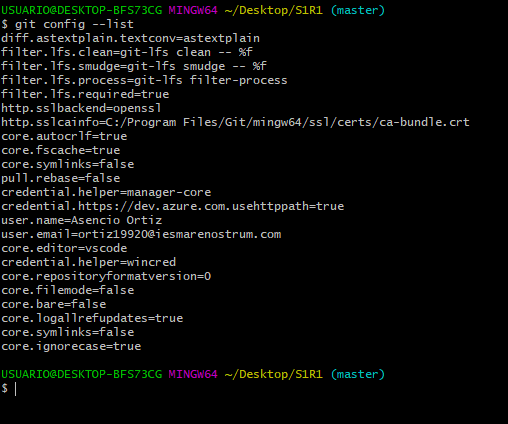 USUARIO@DESKTOP-BFS73CG MINGW64 ~/Desktop/S1R1 (master)
$ git config --list
diff.astextplain.textconv=astextplain
filter.lfs.clean=git-lfs clean -- %f
filter.lfs.smudge=git-lfs smudge -- %f
filter.lfs.process=git-lfs filter-process
filter.lfs.required=true
http.sslbackend=openssl
http.sslcainfo=C:/Program Files/Git/mingw64/ssl/certs/ca-bundle.crt
core.autocrlf=true
core.fscache=true
core.symlinks=false
pull.rebase=false
credential.helper=manager-core
credential.https://dev.azure.com.usehttppath=true
user.name=Asencio Ortiz
user.email=ortiz19920@iesmarenostrum.com
core.editor=vscode
credential.helper=wincred
core.repositoryformatversion=0
core.filemode=false
core.bare=false
core.logallrefupdates=true
core.symlinks=false
core.ignorecase=true
USUARIO@DESKTOP-BFS73CG MINGW64 ~/Desktop/S1R1 (master)
$